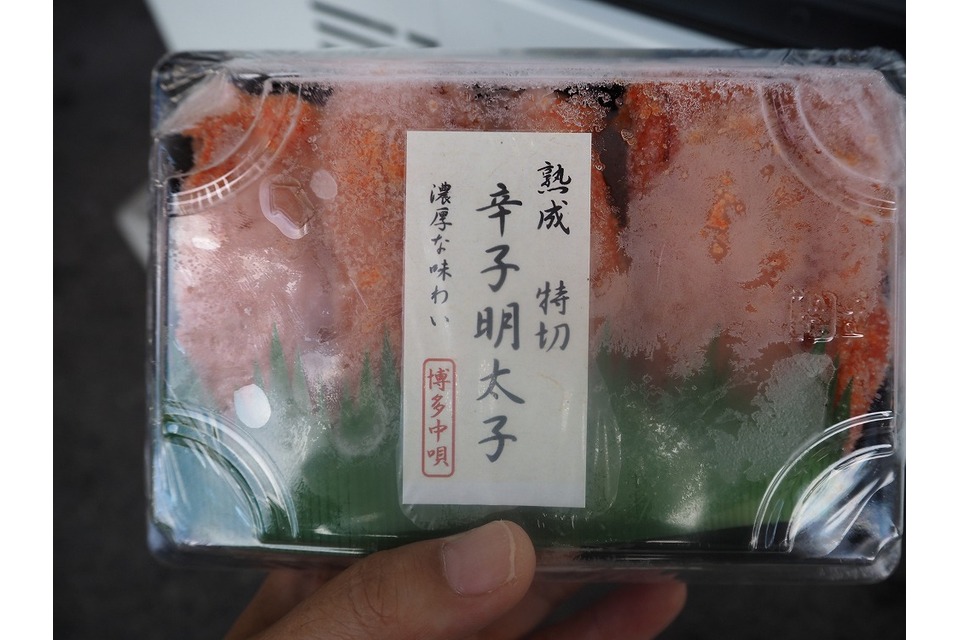 熟成 特切
辛子明太子
濃厚な味わい
博多中唄